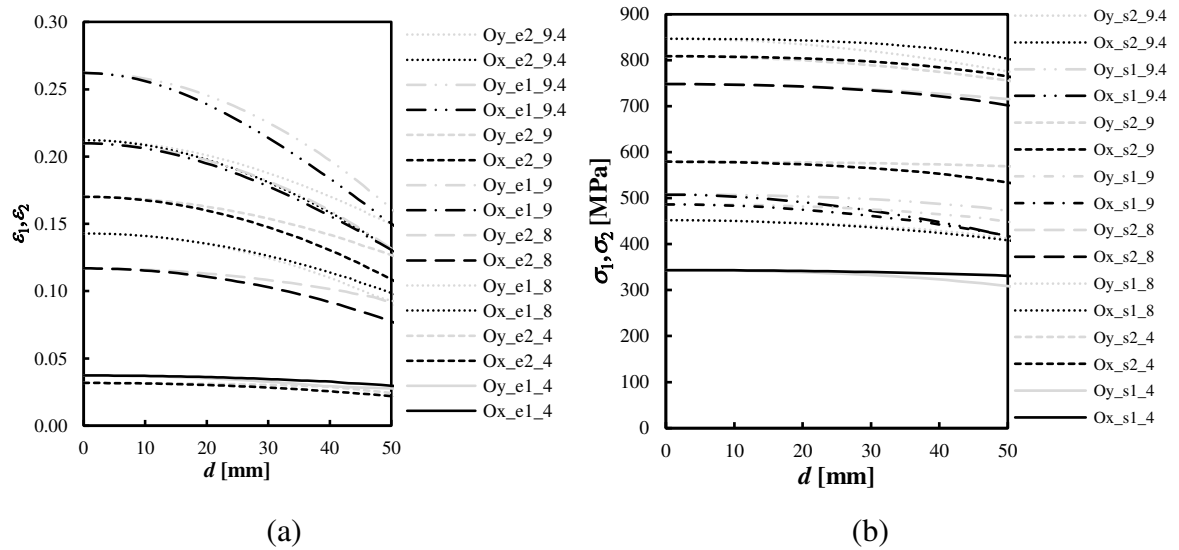 0.30
0.25
0.20
0.15
0.10
0.05
0.00
ε1,ε2
0 10 20 30 40 50
d [mm]
Oy_e2_9.4
Ox_e2_9.4
Oy_e1_9.4
Ox_e1_9.4
Oy_e2_9
Ox_e2_9
Oy_e1_9
Ox_e1_9
Oy_e2_8
Ox_e2_8
Oy_e1_8
Ox_e1_8
Oy_e2_4
Ox_e2_4
Oy_e1_4
Ox_e1_4
(a)
900
800
700
600
500
400
300
200
100
0
σ1,σ2 [MPa]
0 10 20 30 40 50
d [mm]
Oy_s2_9.4
Ox_s2_9.4
Oy_s1_9.4
Ox_s1_9.4
Oy_s2_9
Ox_s2_9
Oy_s1_9
Ox_s1_9
Oy_s2_8
Ox_s2_8
Oy_s1_8
Ox_s1_8
Oy_s2_4
Ox_s2_4
Oy_s1_4
Ox_s1_4
(b)